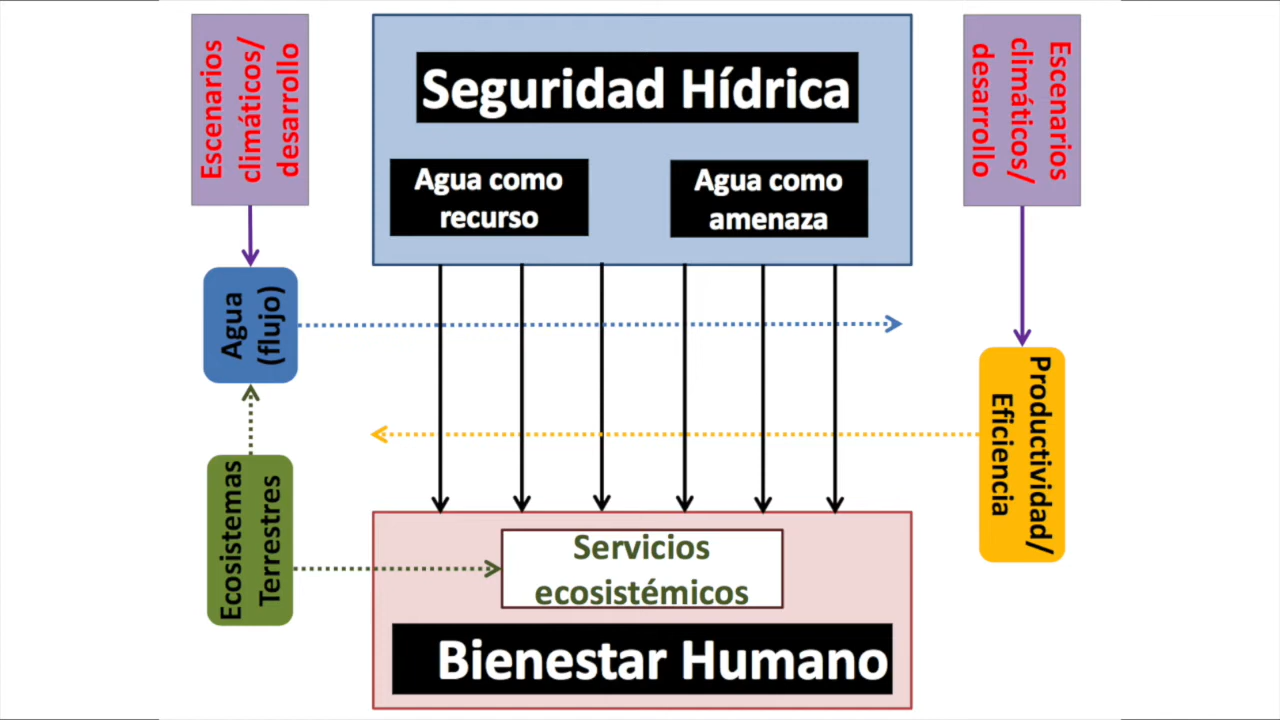 Escenarios
climáticos/
desarrollo
Seguridad Hídrica
Agua como
recurso
Agua como
amenaza
Escenarios
climáticos/
desarrollo
Agua
(flujo)
Productividad/
Eficiencia
Ecosistemas
Terrestres
Servicios
ecosistémicos
Bienestar Humano